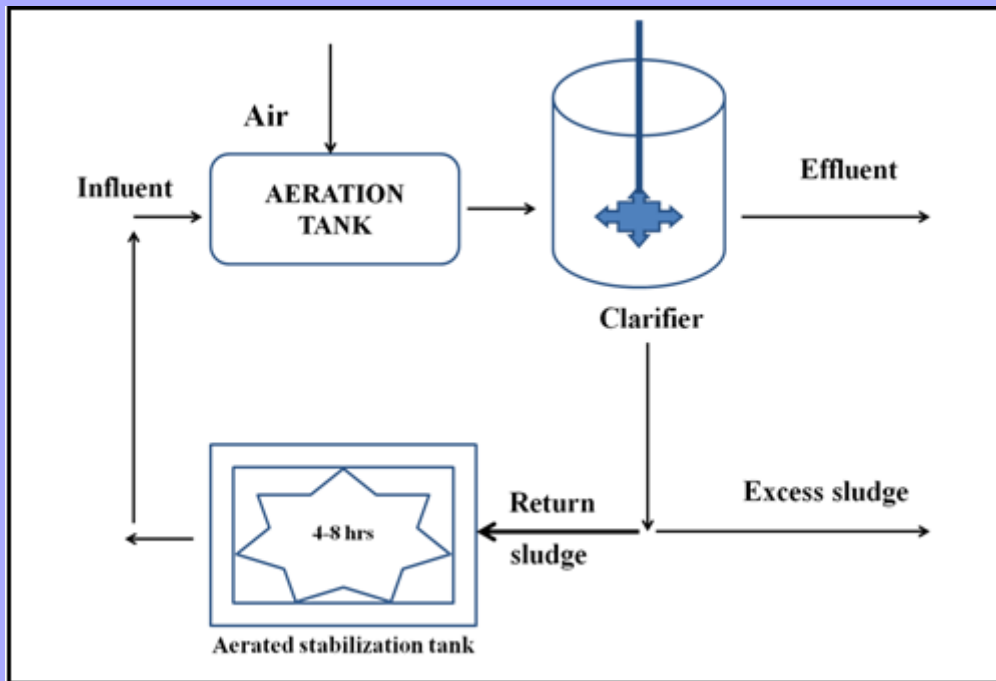 Air
Influent
AERATION
TANK
Effluent
Clarifier
Return
sludge
Excess sludge
4-8 hrs
Aerated stabilization tank